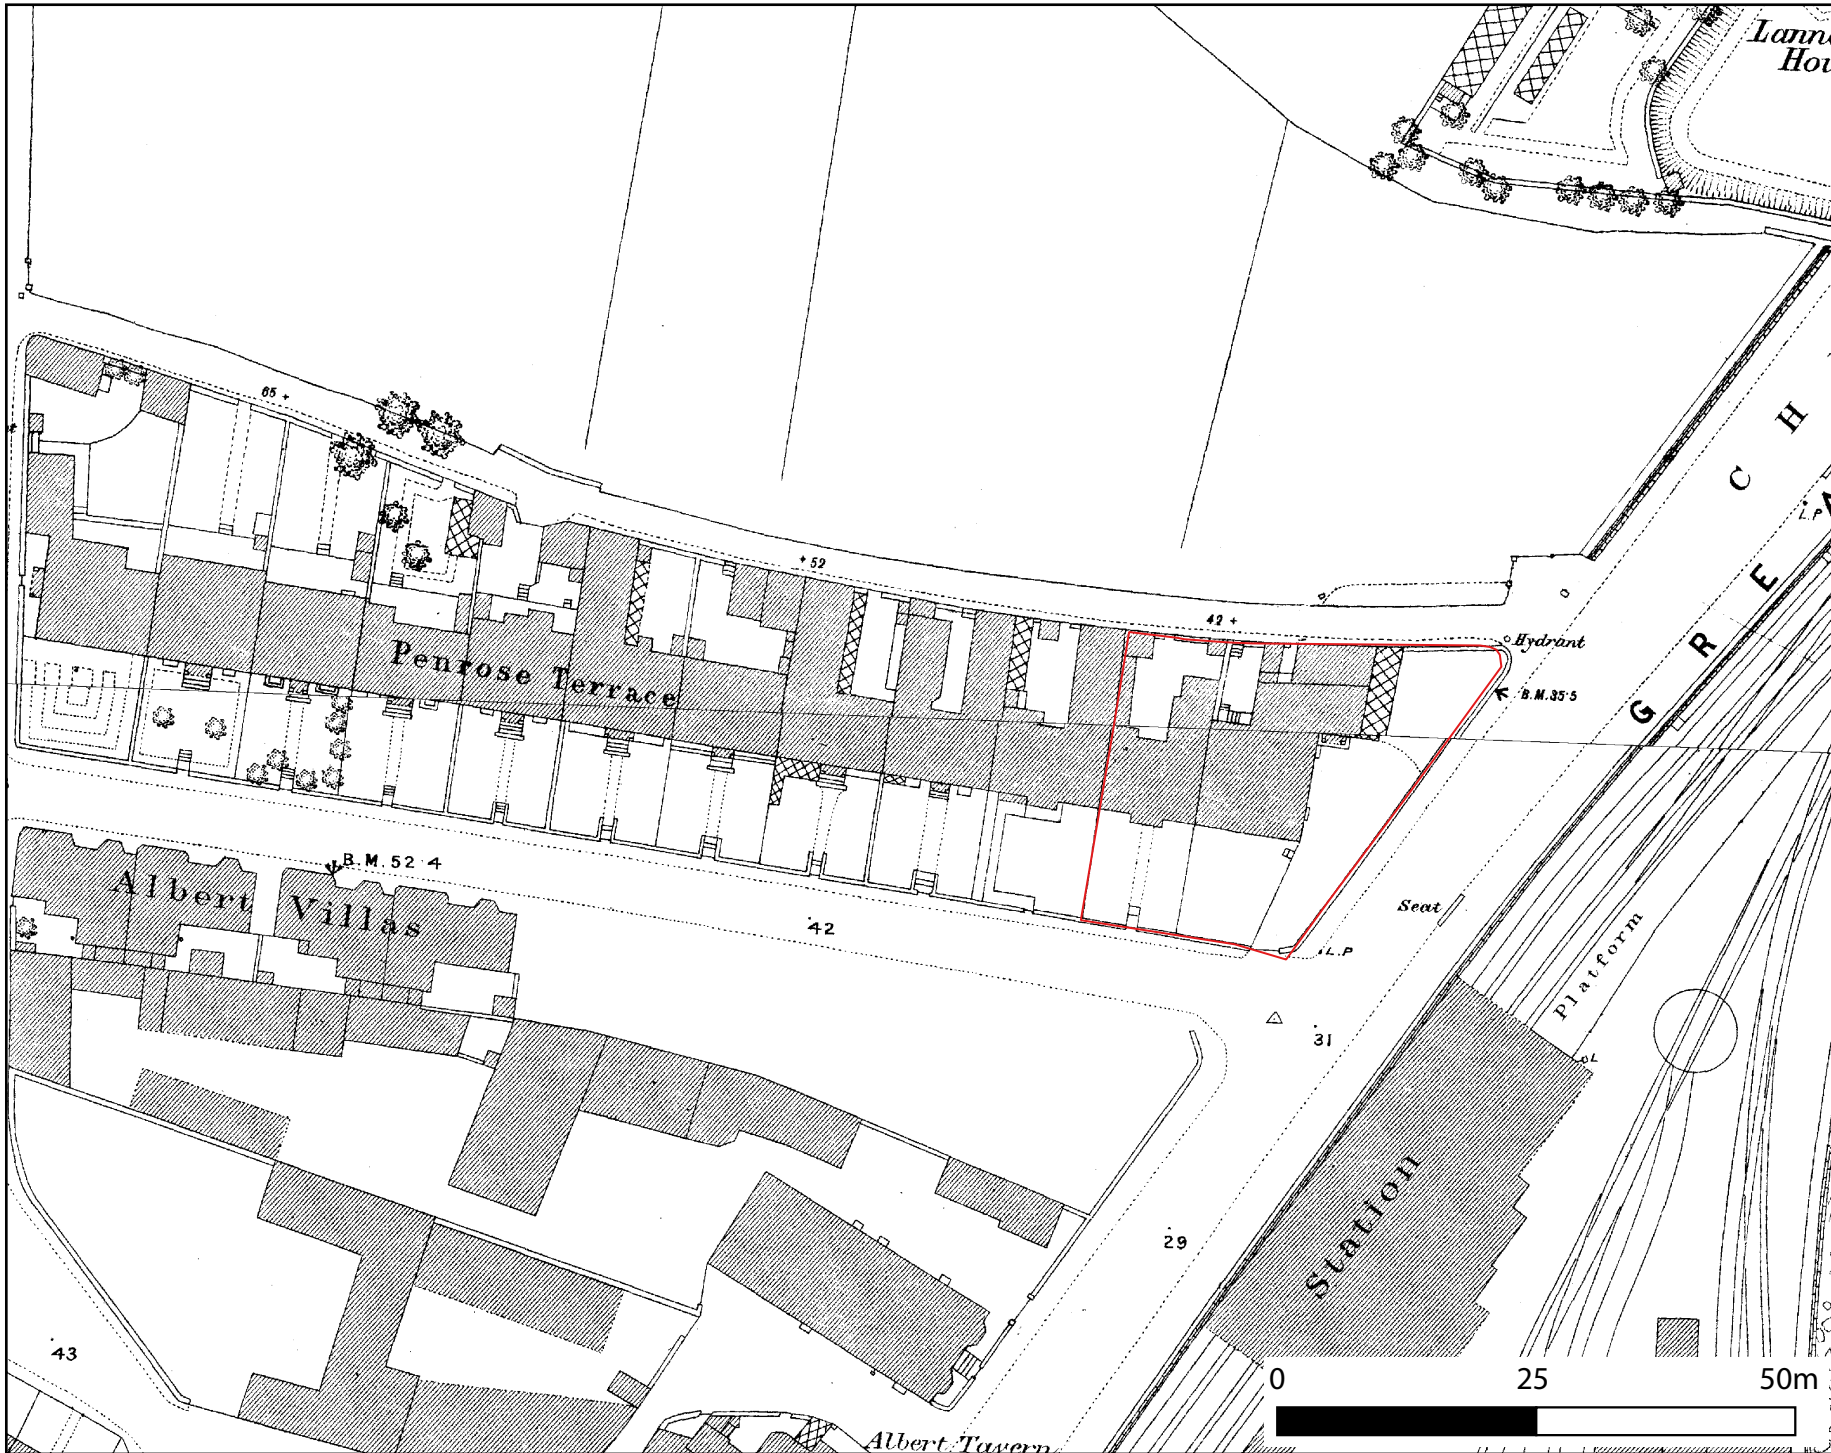 Hou
65 +
+ 52
42 +
Hydrant
B.M.35·5
C H
L.P
G R E A
Penrose Terrace
B.M. 52·4
Albert Villas
42
Seat
L.P
Platform
31
L
29
Station
43
Albert Tavern
0 25 50m